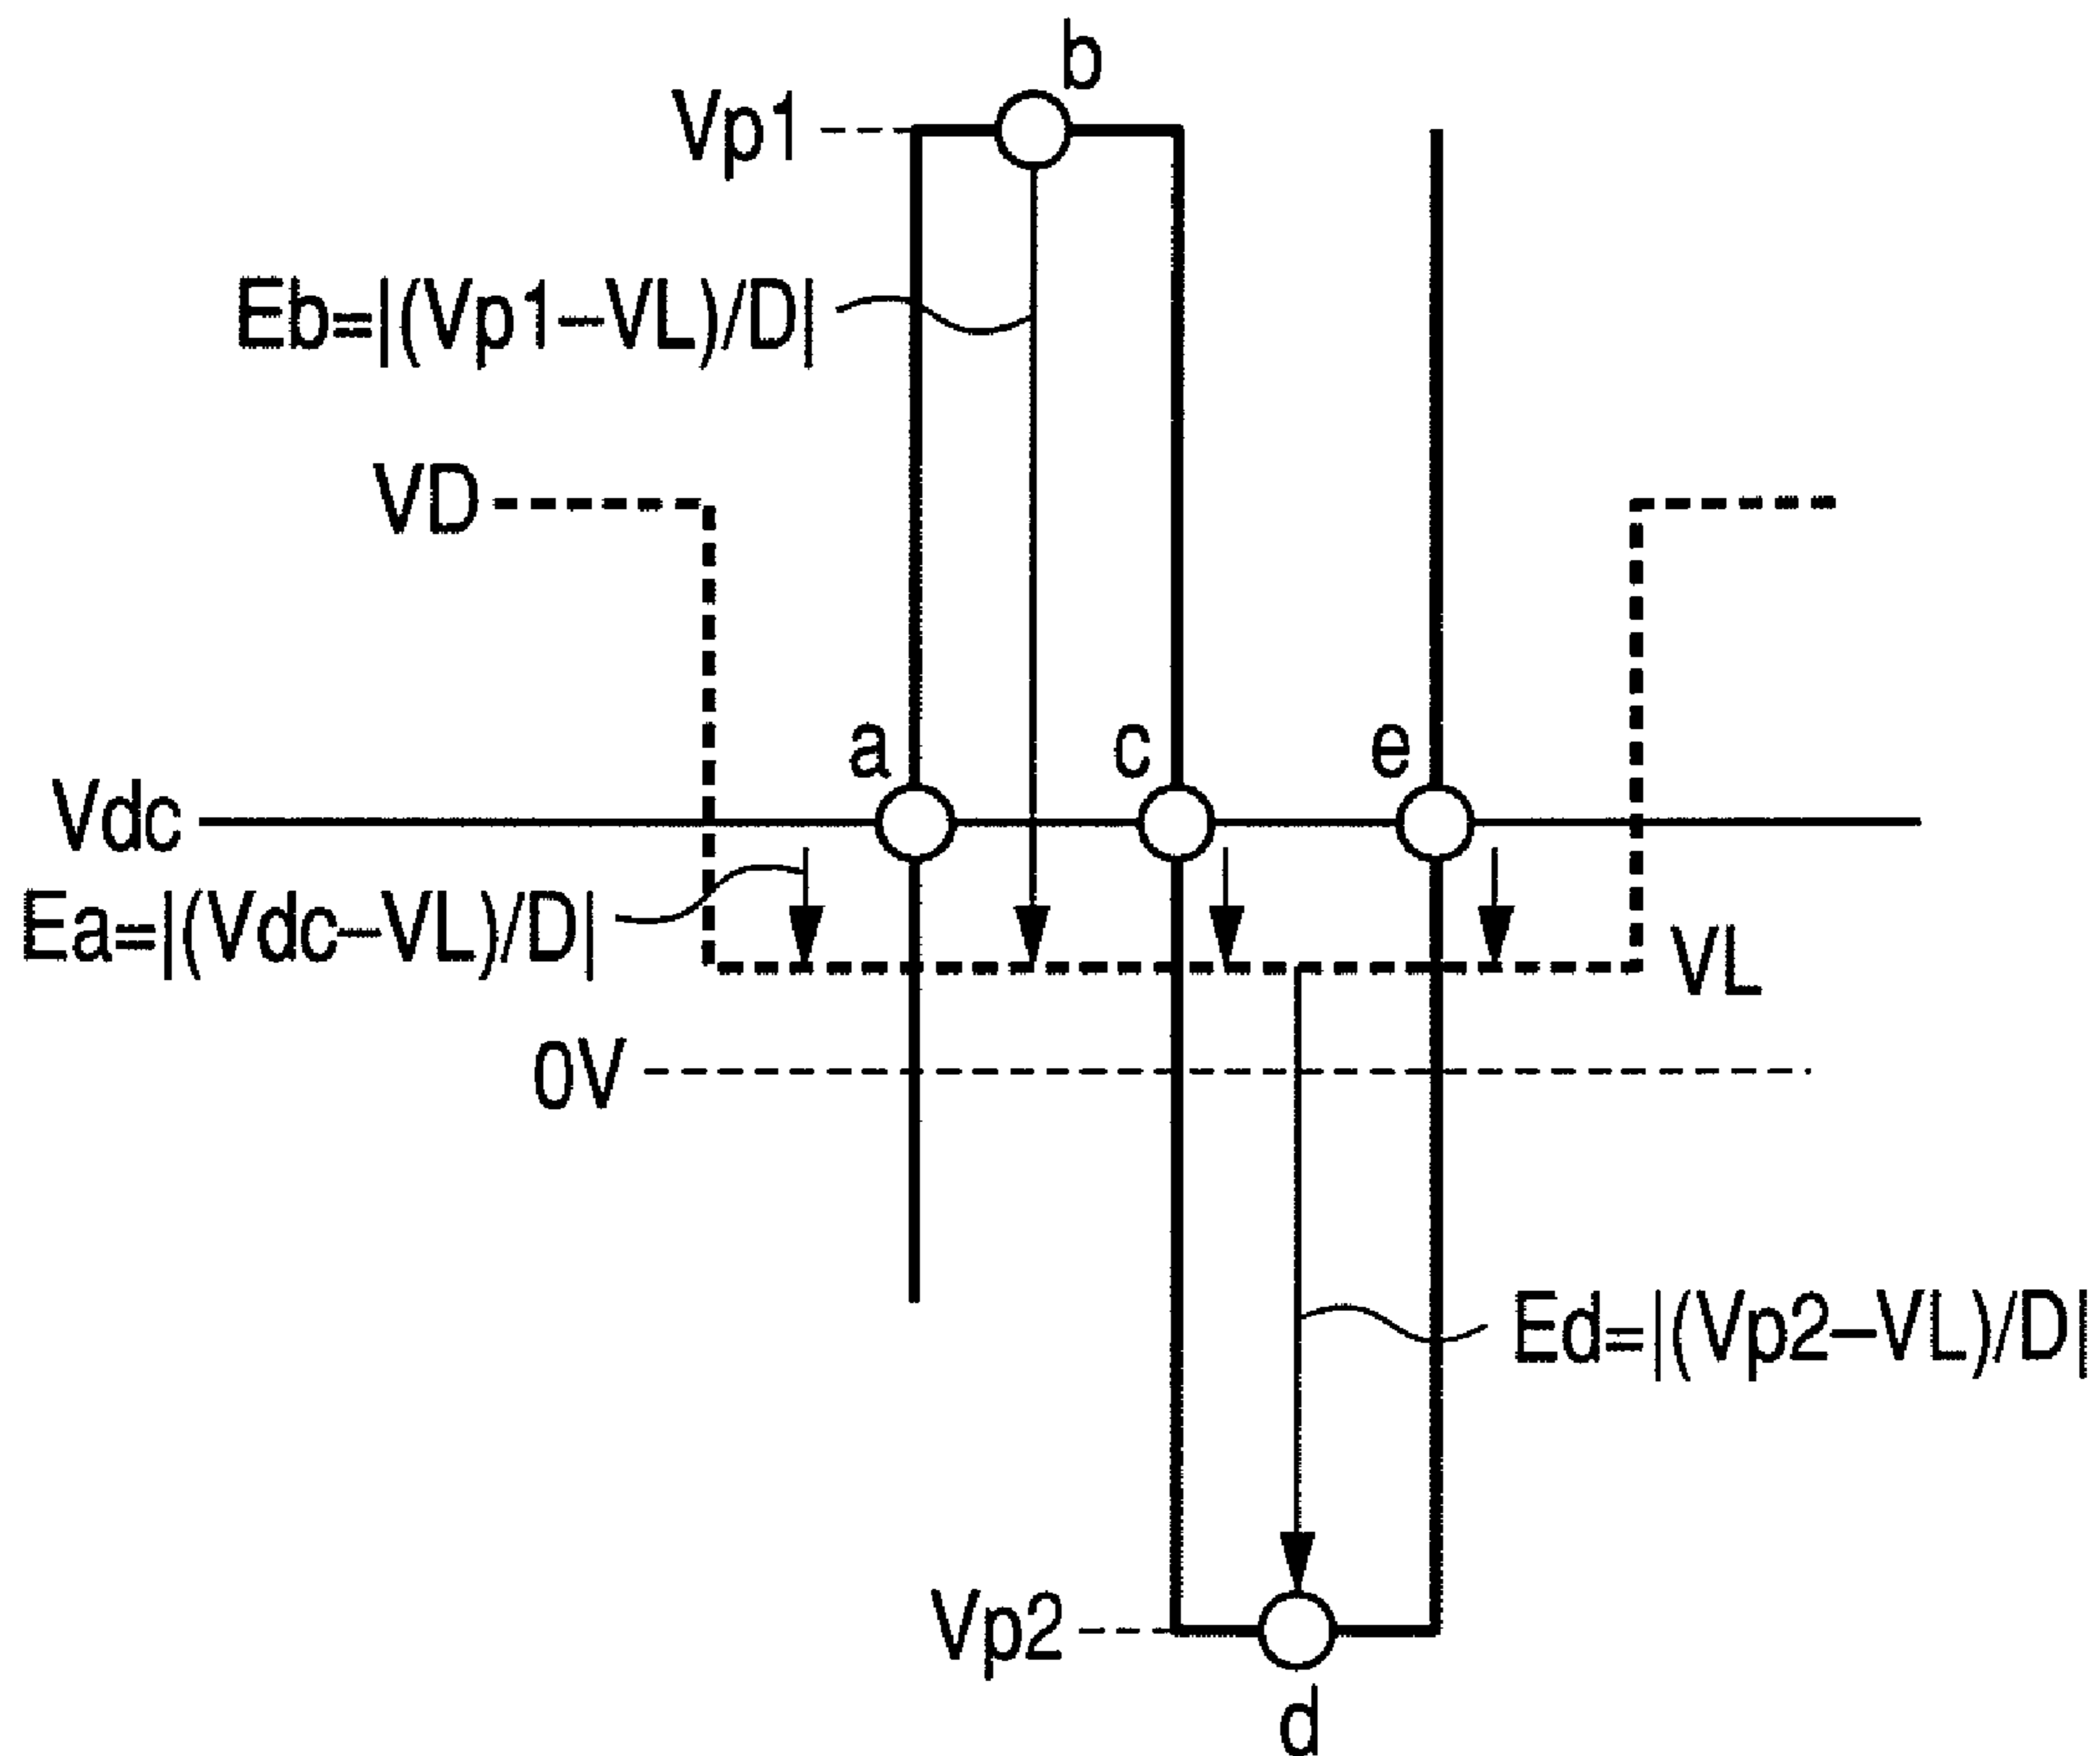 b
Vp1
Eb=|(Vp1−VL)/D|
VD
a
c
e
Vdc
Ea=|(Vdc−VL)/D|
VL
0V
Ed=|(Vp2−VL)/D|
Vp2
d